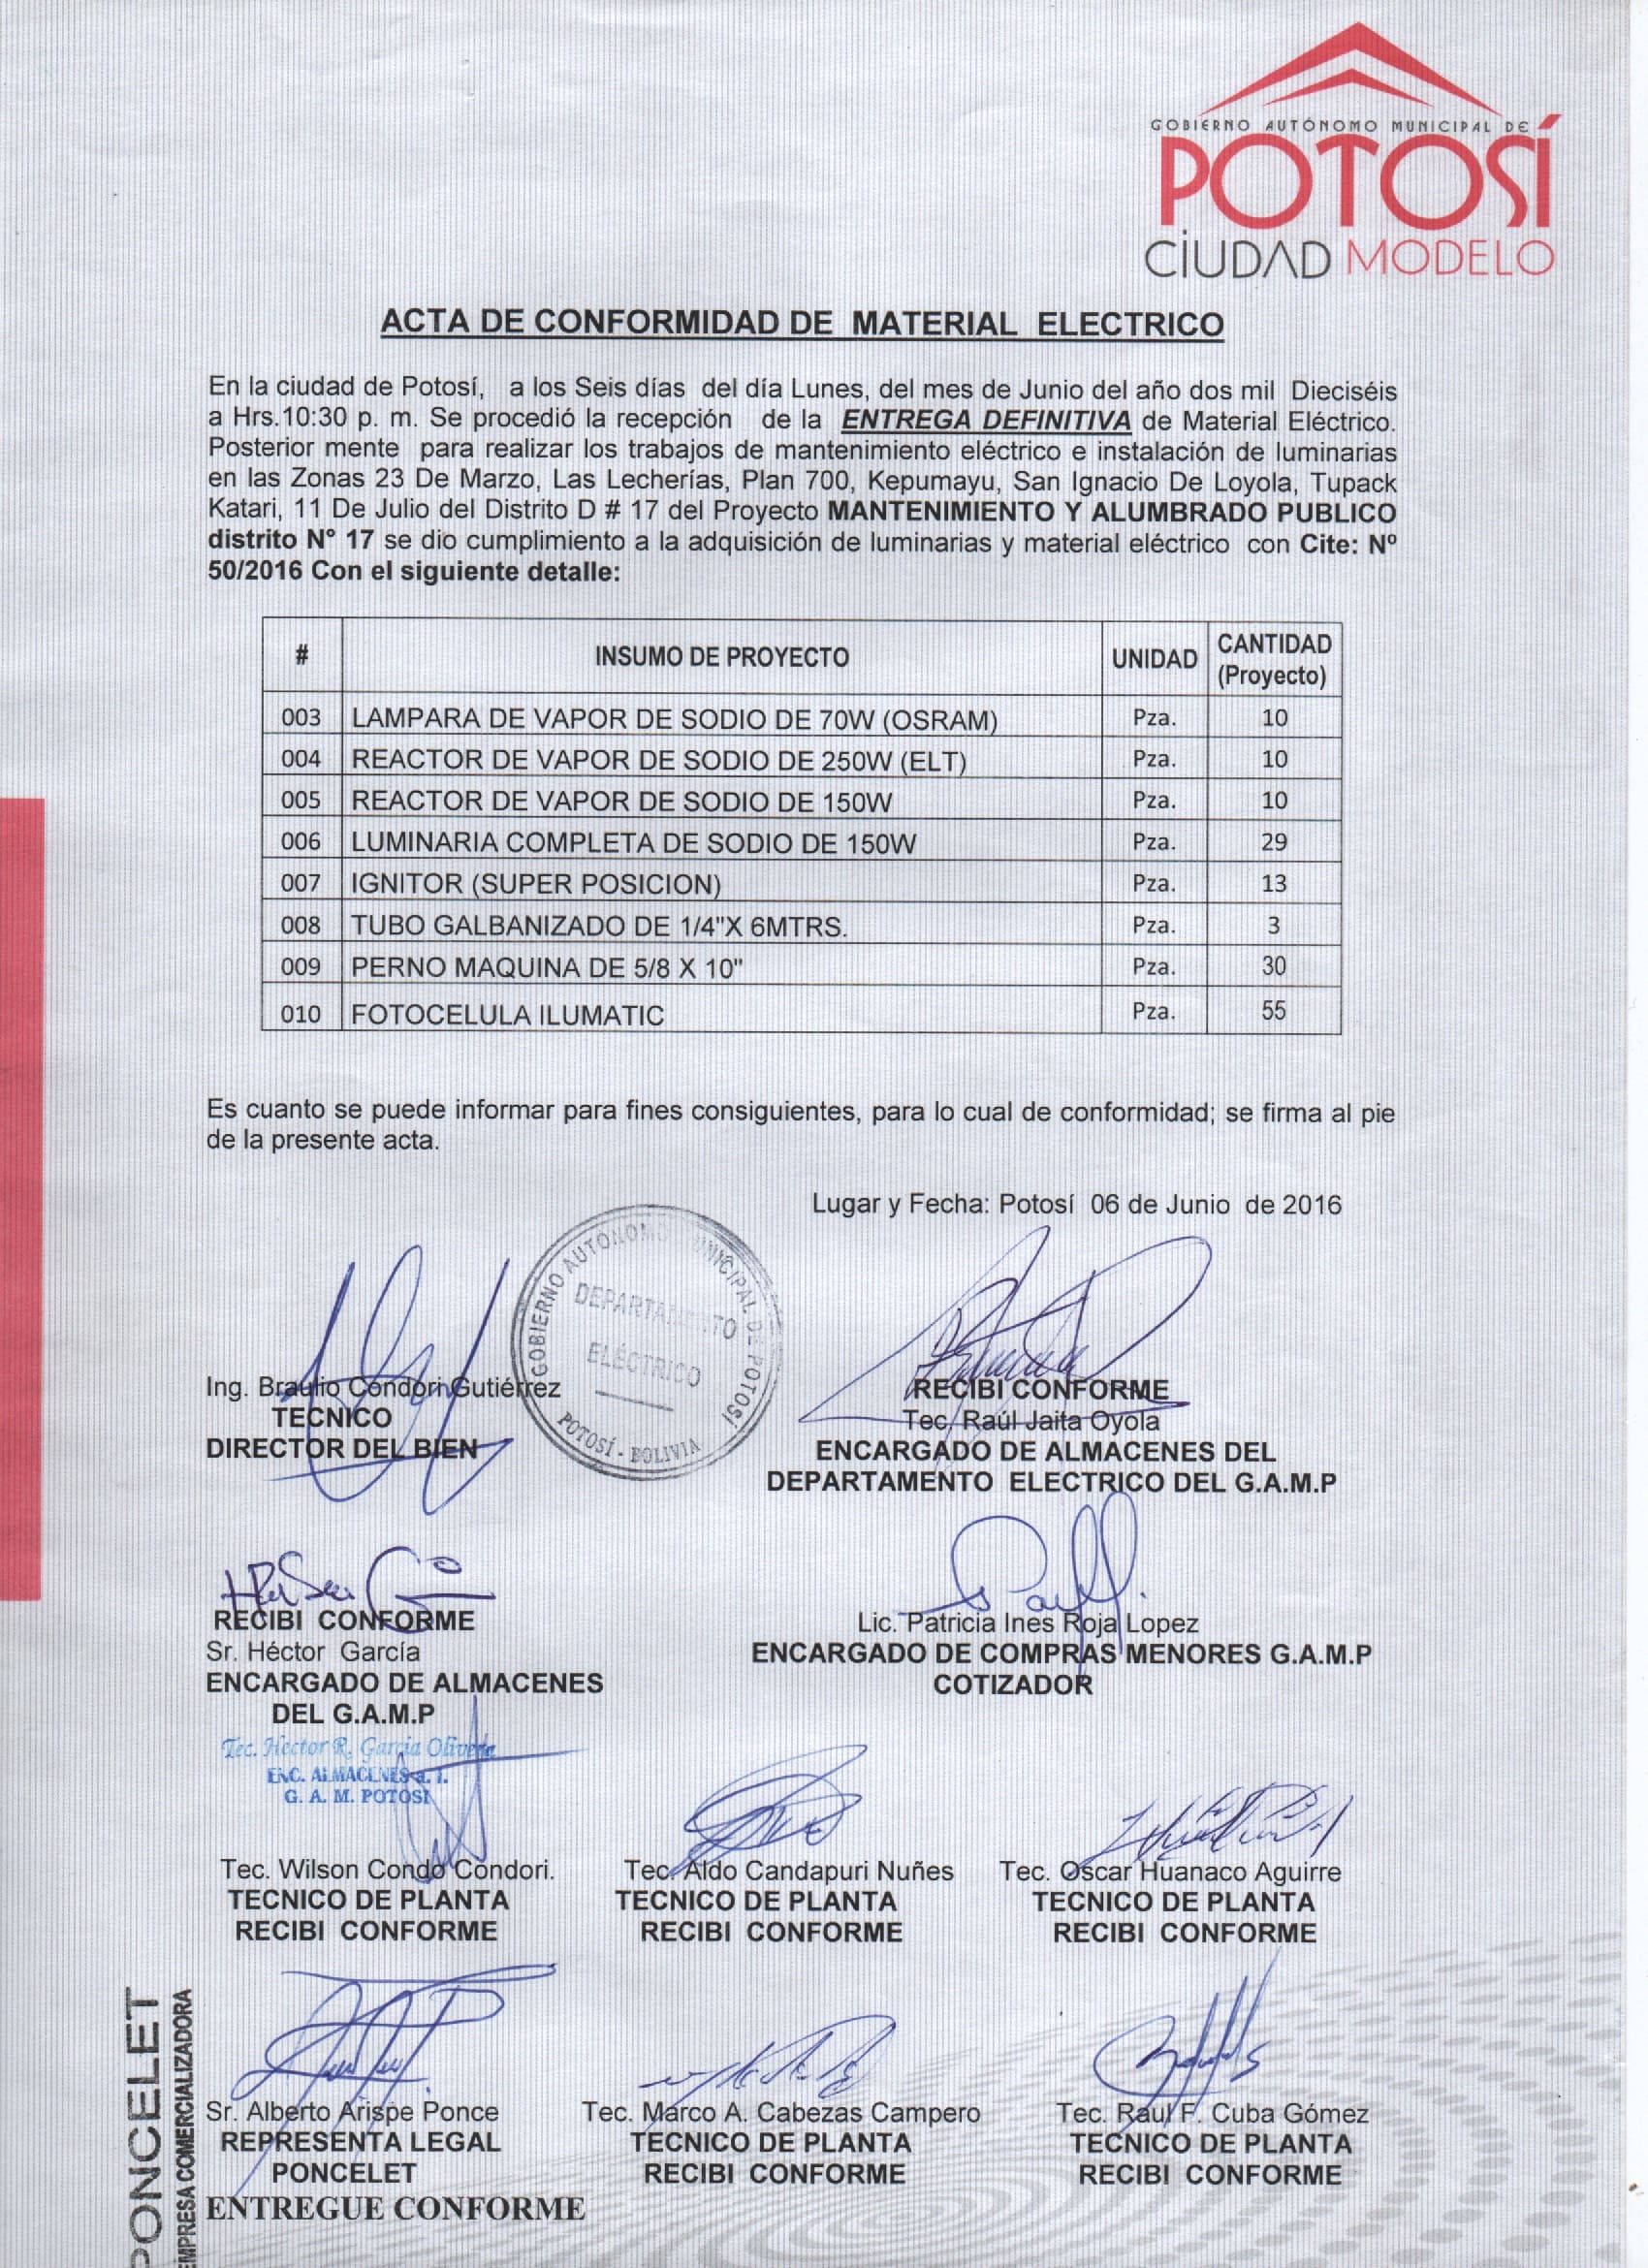 GOBIERNO AUTÓNOMO MUNICIPAL DE
POTOSÍ
CIUDAD MODELO
ACTA DE CONFORMIDAD DE MATERIAL ELECTRICO
En la ciudad de Potosí, a los Seis días del día Lunes, del mes de Junio del año dos mil Dieciséis
a Hrs.10:30 p. m. Se procedió la recepción de la ENTREGA DEFINITIVA de Material Eléctrico.
Posterior mente para realizar los trabajos de mantenimiento eléctrico e instalación de luminarias
en las Zonas 23 De Marzo, Las Lecherías, Plan 700, Kepumayu, San Ignacio De Loyola, Tupack
Katari, 11 De Julio del Distrito D # 17 del Proyecto MANTENIMIENTO Y ALUMBRADO PUBLICO
distrito N° 17 se dio cumplimiento a la adquisición de luminarias y material eléctrico con Cite: Nº
50/2016 Con el siguiente detalle:
# INSUMO DE PROYECTO UNIDAD CANTIDAD (Proyecto)
003 LAMPARA DE VAPOR DE SODIO DE 70W (OSRAM) Pza. 10
004 REACTOR DE VAPOR DE SODIO DE 250W (ELT) Pza. 10
005 REACTOR DE VAPOR DE SODIO DE 150W Pza. 10
006 LUMINARIA COMPLETA DE SODIO DE 150W Pza. 29
007 IGNITOR (SUPER POSICION) Pza. 13
008 TUBO GALBANIZADO DE 1/4"X 6MTRS. Pza. 3
009 PERNO MAQUINA DE 5/8 X 10" Pza. 30
010 FOTOCELULA ILUMATIC Pza. 55
Es cuanto se puede informar para fines consiguientes, para lo cual de conformidad; se firma al pie
de la presente acta.
Lugar y Fecha: Potosí 06 de Junio de 2016
GOBIERNO AUTÓNOMO MUNICIPAL DE POTOSÍ
DEPARTAMENTO
ELÉCTRICO
POTOSÍ - BOLIVIA
Ing. Braulio Condori Gutiérrez
TECNICO
DIRECTOR DEL BIEN
RECIBI CONFORME
Tec. Raúl Jaita Oyola
ENCARGADO DE ALMACENES DEL
DEPARTAMENTO ELECTRICO DEL G.A.M.P
RECIBI CONFORME
Sr. Héctor García
ENCARGADO DE ALMACENES
DEL G.A.M.P
Lic. Patricia Ines Roja Lopez
ENCARGADO DE COMPRAS MENORES G.A.M.P
COTIZADOR
Tec. Hector R. Garcia Olivera
ENC. ALMACENES a. i.
G. A. M. POTOSI
Tec. Wilson Condo Condori.
TECNICO DE PLANTA
RECIBI CONFORME
Tec. Aldo Candapuri Nuñes
TECNICO DE PLANTA
RECIBI CONFORME
Tec. Oscar Huanaco Aguirre
TECNICO DE PLANTA
RECIBI CONFORME
Sr. Alberto Arispe Ponce
REPRESENTA LEGAL
PONCELET
ENTREGUE CONFORME
Tec. Marco A. Cabezas Campero
TECNICO DE PLANTA
RECIBI CONFORME
Tec. Raul F. Cuba Gómez
TECNICO DE PLANTA
RECIBI CONFORME
PONCELET
EMPRESA COMERCIALIZADORA